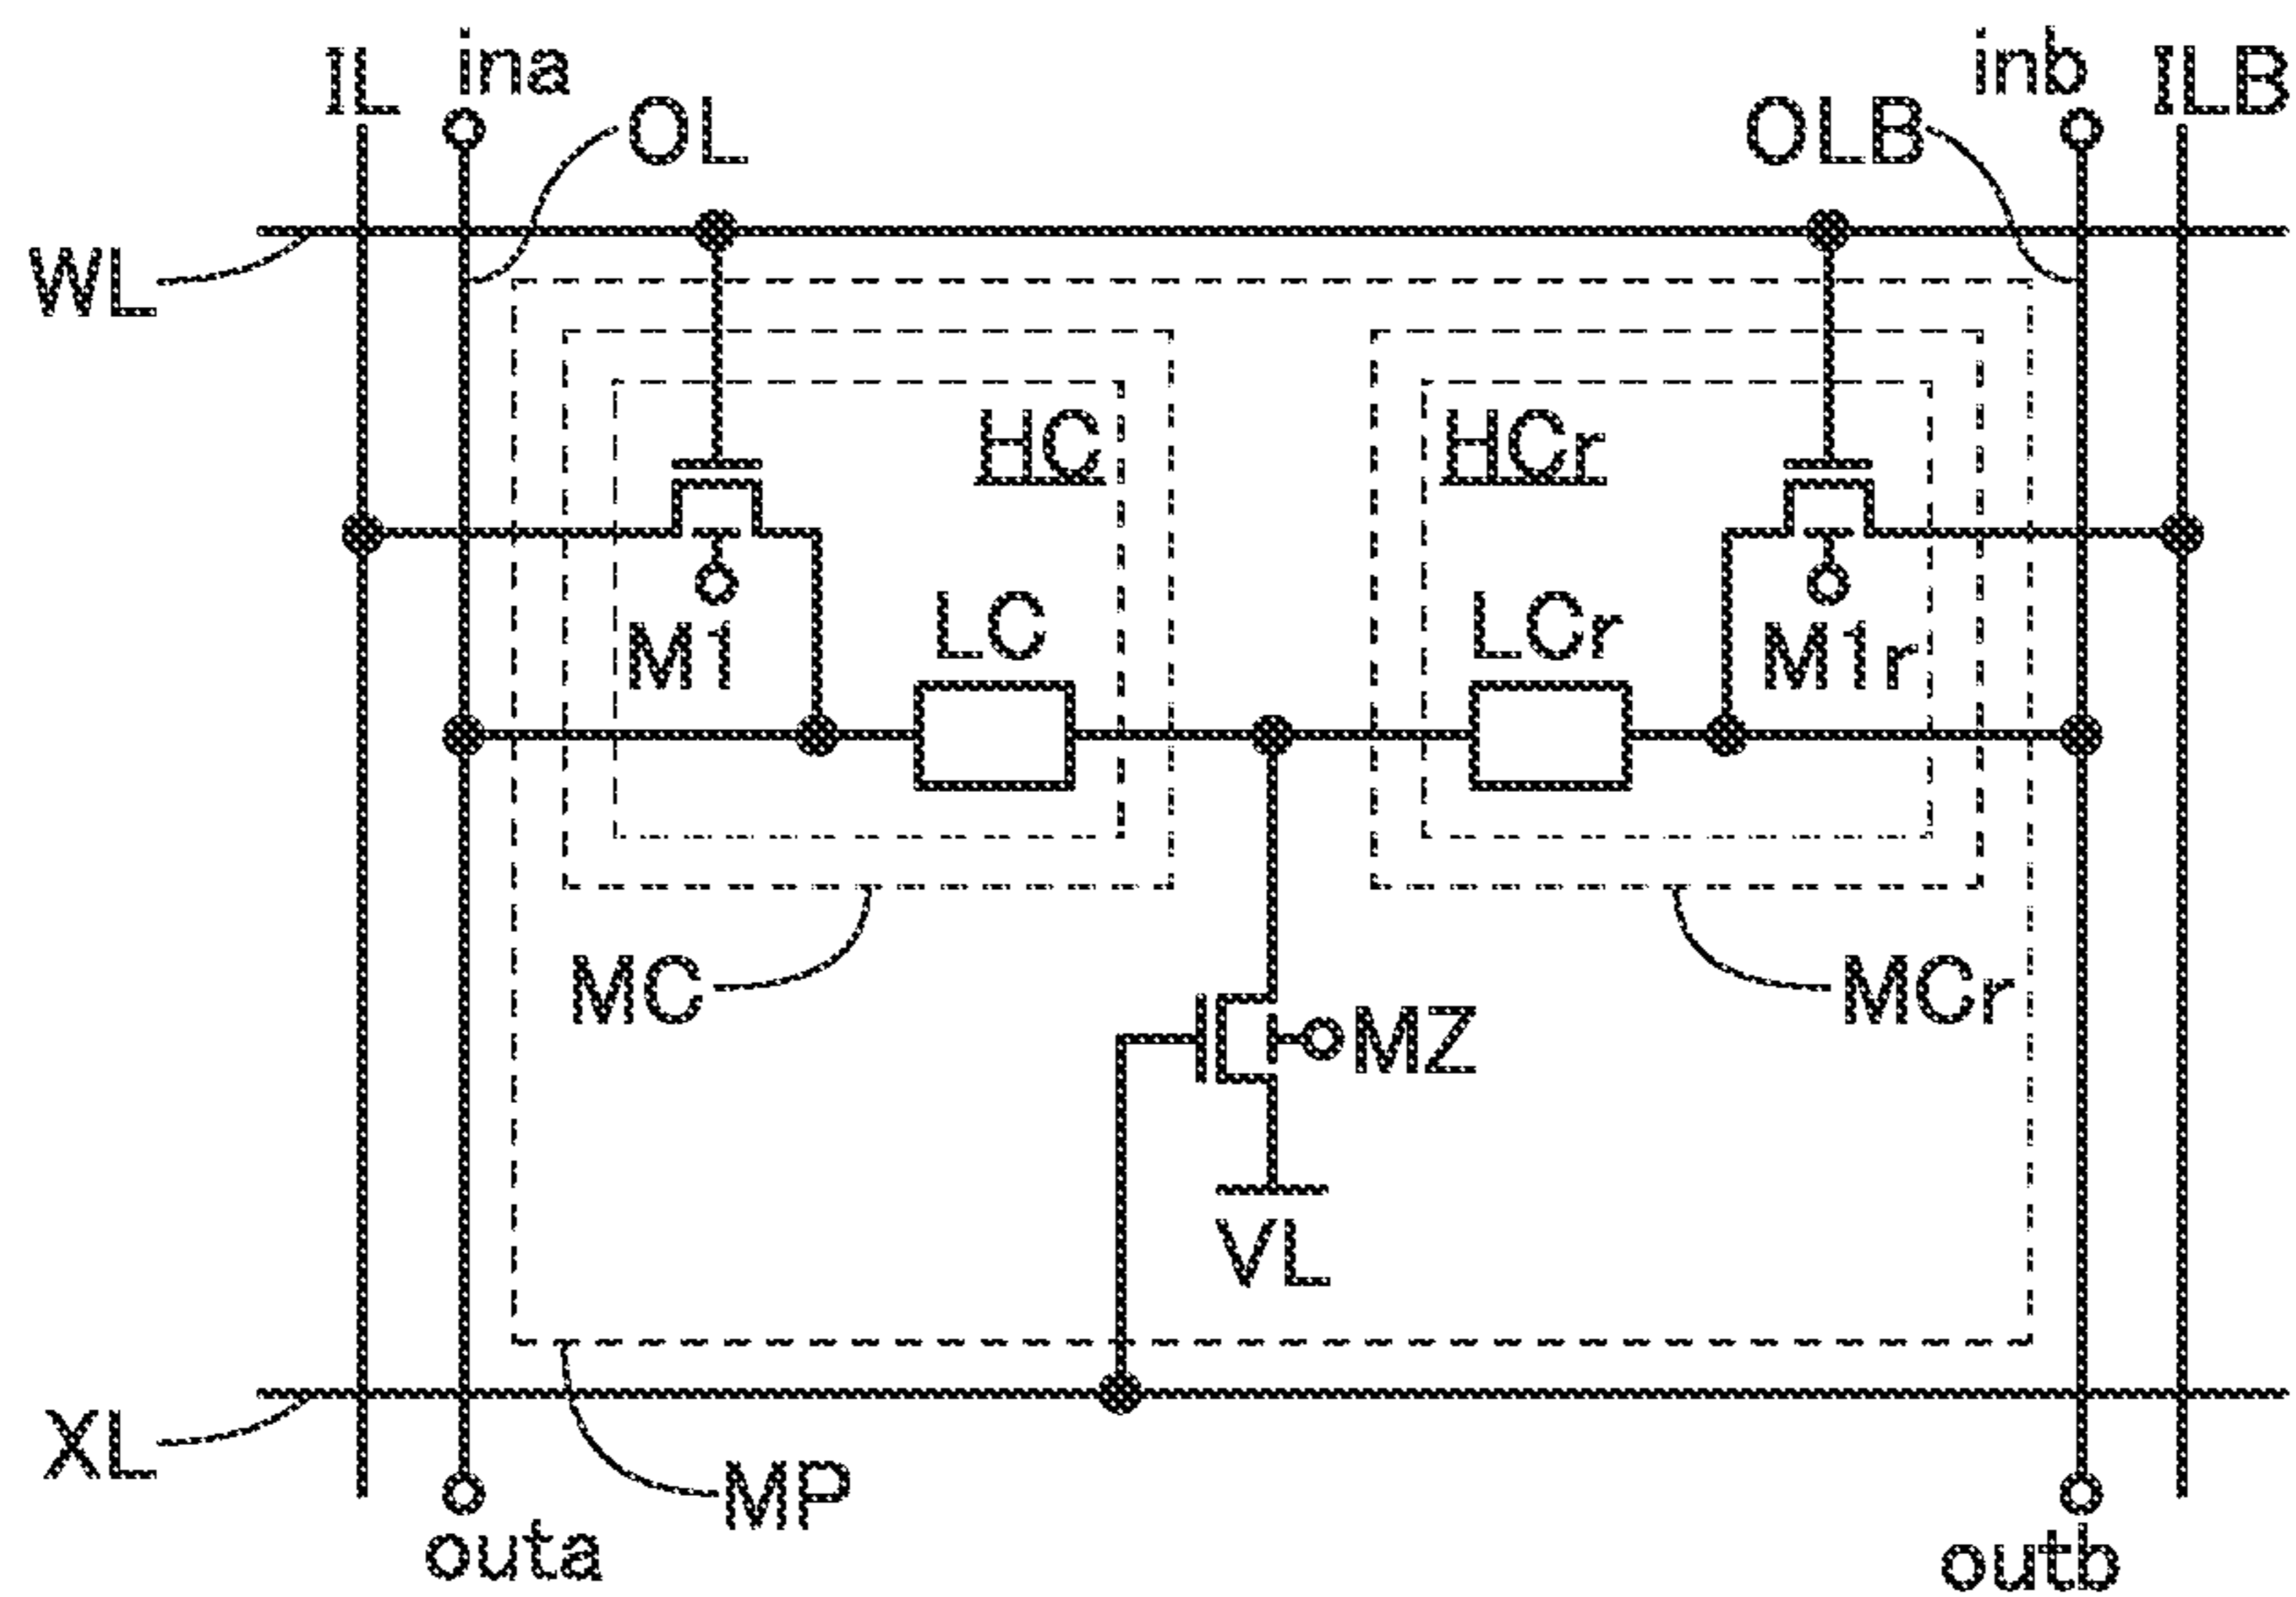 IL ina inb ILB
OL OLB
WL
HC HCr
M1 LC LCr M1r
MC MCr
MZ
VL
XL
MP
outa outb